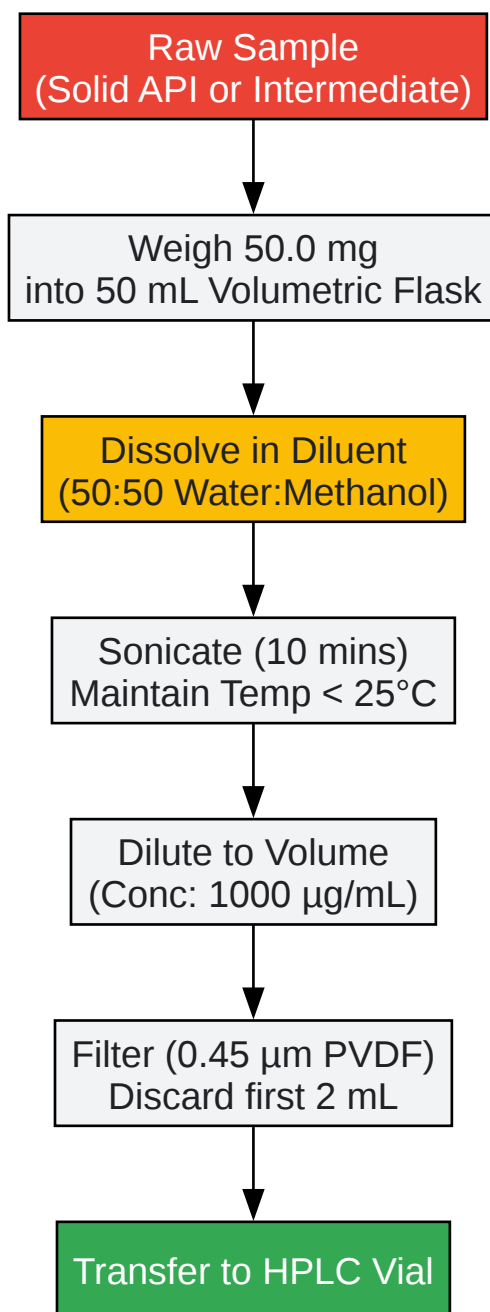 Raw Sample
(Solid API or Intermediate)
Weigh 50.0 mg
into 50 mL Volumetric Flask
Dissolve in Diluent
(50:50 Water:Methanol)
Sonicate (10 mins)
Maintain Temp < 25°C
Dilute to Volume
(Conc: 1000 µg/mL)
Filter (0.45 µm PVDF)
Discard first 2 mL
Transfer to HPLC Vial